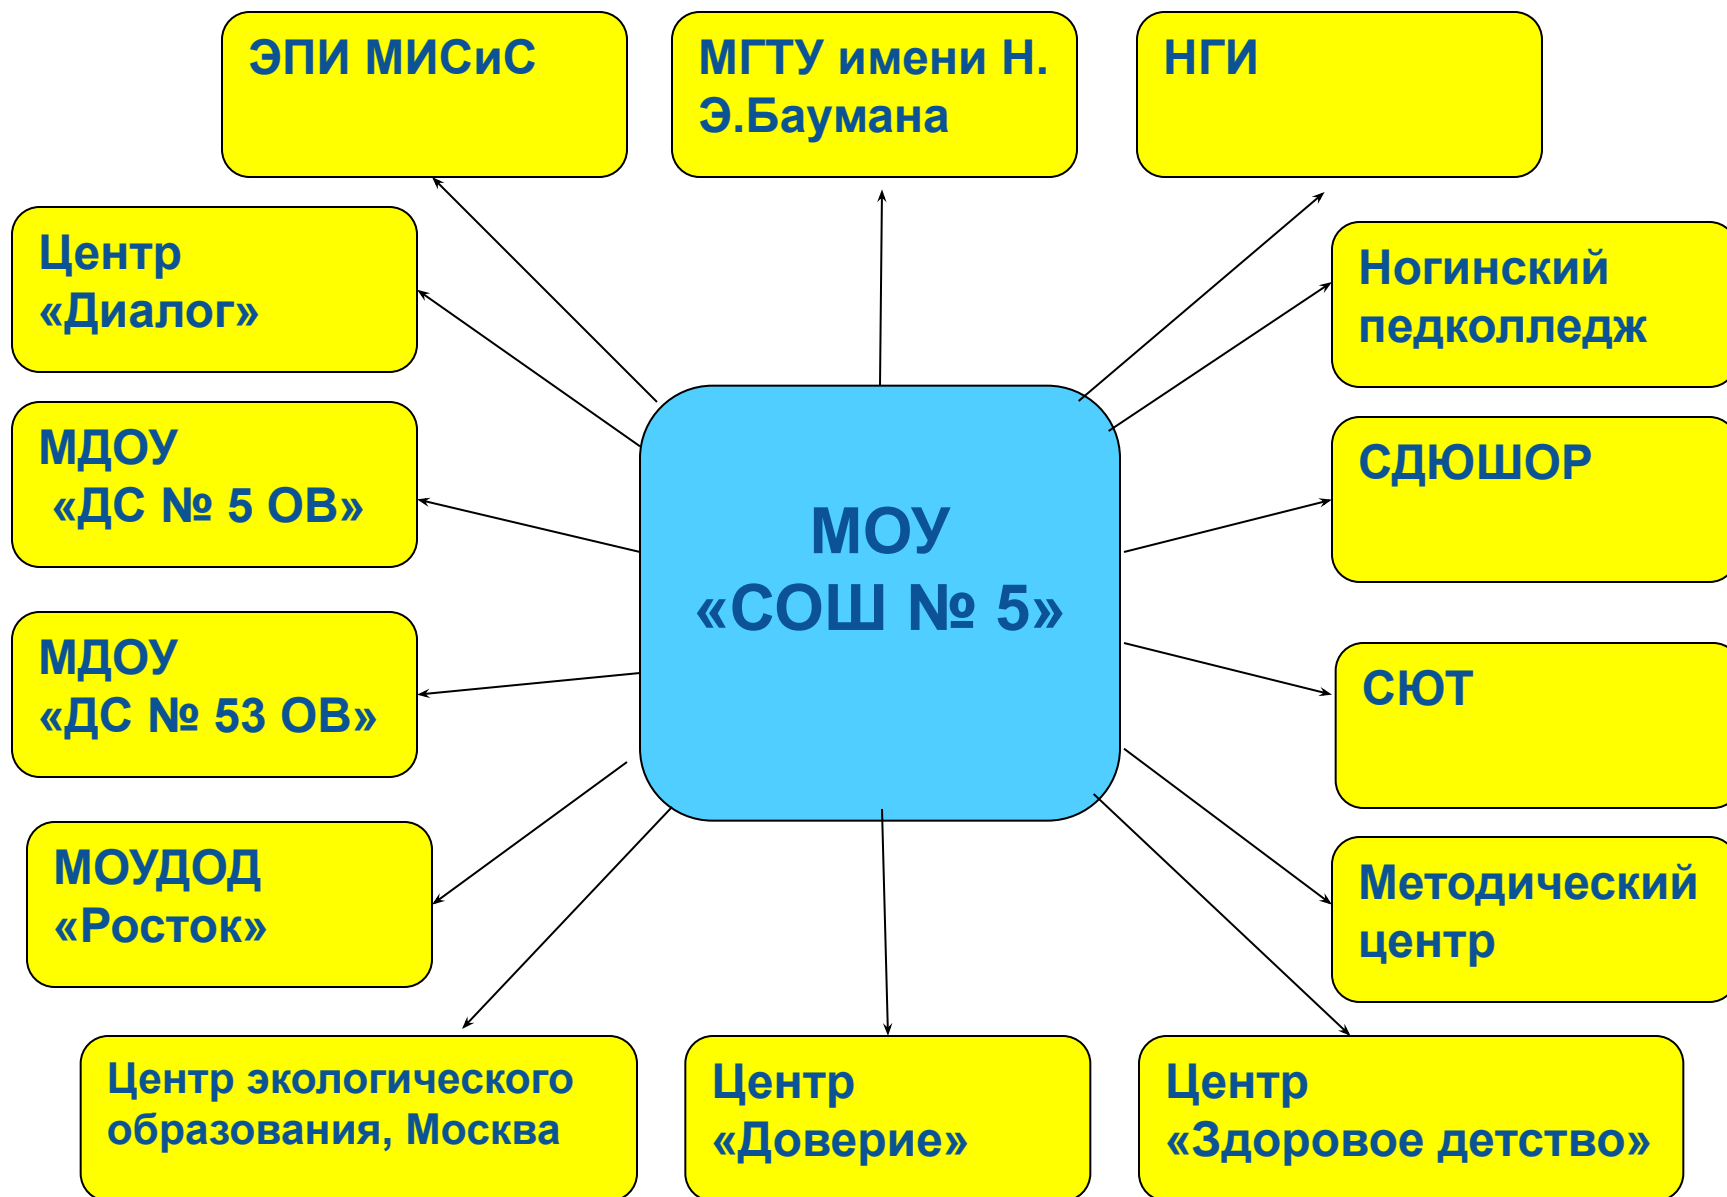 ЭПИ МИСиС
МГТУ имени Н.
Э.Баумана
НГИ
Центр
«Диалог»
Ногинский
педколледж
МДОУ
«ДС № 5 ОВ»
СДЮШОР
МОУ
«СОШ № 5»
МДОУ
«ДС № 53 ОВ»
СЮТ
МОУДОД
«Росток»
Методический
центр
Центр экологического
образования, Москва
Центр
«Доверие»
Центр
«Здоровое детство»